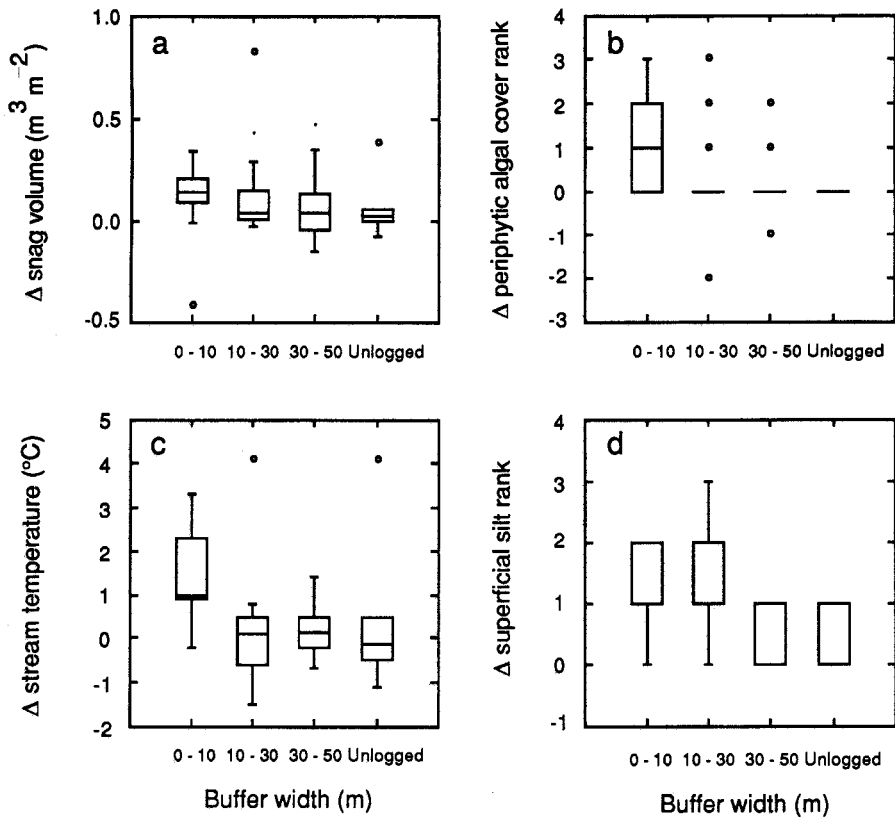 a
Δ snag volume (m³ m⁻²)
1.0
0.5
0.0
-0.5
0 - 10 10 - 30 30 - 50 Unlogged
b
Δ periphytic algal cover rank
4
3
2
1
0
-1
-2
-3
0 - 10 10 - 30 30 - 50 Unlogged
c
Δ stream temperature (°C)
5
4
3
2
1
0
-1
-2
0 - 10 10 - 30 30 - 50 Unlogged
Buffer width (m)
d
Δ superficial silt rank
4
3
2
1
0
-1
0 - 10 10 - 30 30 - 50 Unlogged
Buffer width (m)